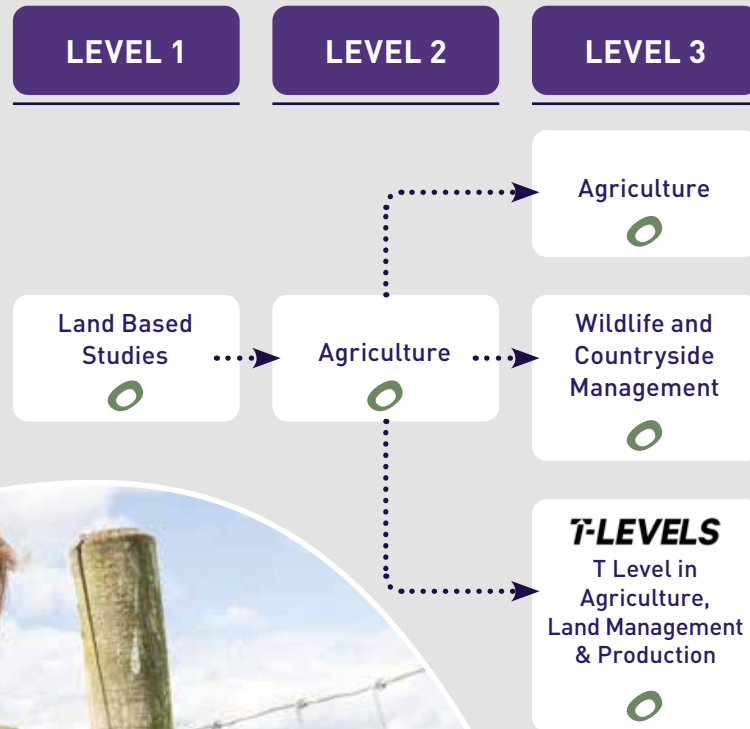 LEVEL 1
LEVEL 2
LEVEL 3
Land Based
Studies
Agriculture
Agriculture
Wildlife and
Countryside
Management
T-LEVELS
T Level in
Agriculture,
Land Management
& Production